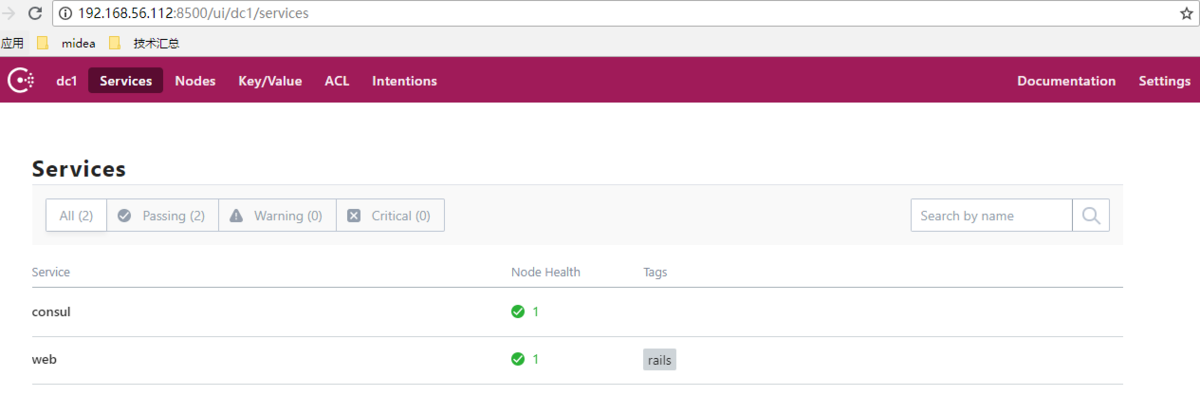 192.168.56.112:8500/ui/dc1/services
应用 midea 技术汇总
dc1 Services Nodes Key/Value ACL Intentions Documentation Settings
Services
All (2) Passing (2) Warning (0) Critical (0) Search by name
Service Node Health Tags
consul 1
web 1 rails